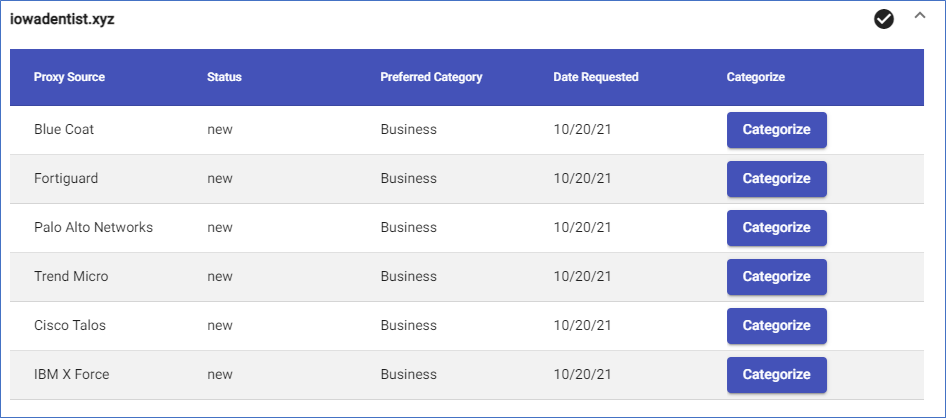 iowadentist.xyz
Proxy Source Status Preferred Category Date Requested Categorize
Blue Coat new Business 10/20/21 Categorize
Fortiguard new Business 10/20/21 Categorize
Palo Alto Networks new Business 10/20/21 Categorize
Trend Micro new Business 10/20/21 Categorize
Cisco Talos new Business 10/20/21 Categorize
IBM X Force new Business 10/20/21 Categorize